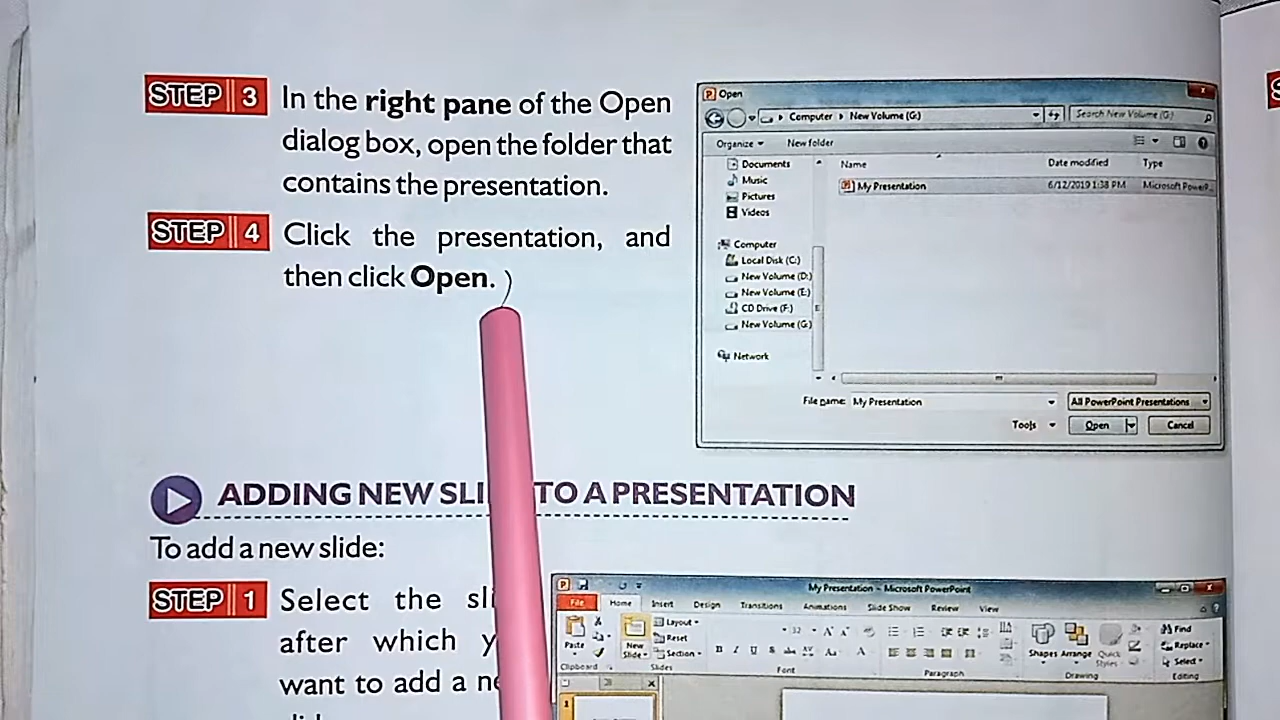 STEP 3 In the right pane of the Open
dialog box, open the folder that
contains the presentation.
STEP 4 Click the presentation, and
then click Open.
Open
Computer New Volume (G:)
Search New Volume (G:)
Organize New folder
Documents
Music
Pictures
Videos
Computer
Local Disk (C:)
New Volume (D:)
New Volume (E:)
CD Drive (F:)
New Volume (G:)
Network
Name Date modified Type
My Presentation 6/12/2019 1:38 PM Microsoft PowerP...
File name: My Presentation All PowerPoint Presentations
Tools Open Cancel
ADDING NEW TO A PRESENTATION
To add a new slide:
STEP 1 Select the
after which
want to add a
My Presentation - Microsoft PowerPoint
File Home Insert Design Transitions Animations Slide Show Review View
Paste
Clipboard
New
Slide
Layout
Reset
Section
Slides
32
Font
Paragraph
Shapes Arrange Quick
Styles
Drawing
Find
Replace
Select
Editing
1